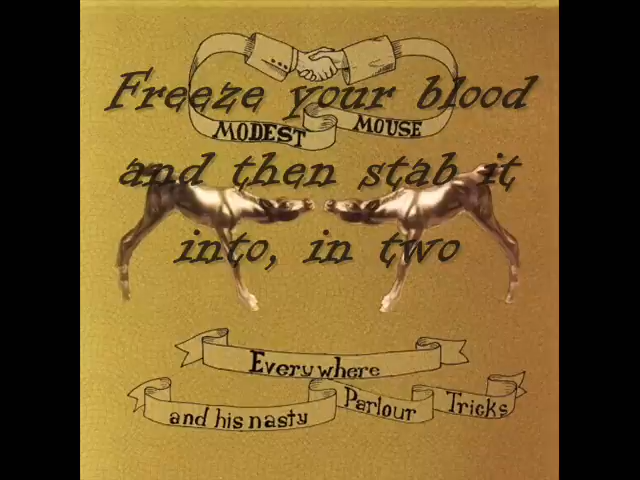 Freeze your blood
MODEST MOUSE
and then stab it
into, in two
Everywhere
and his nasty Parlour Tricks